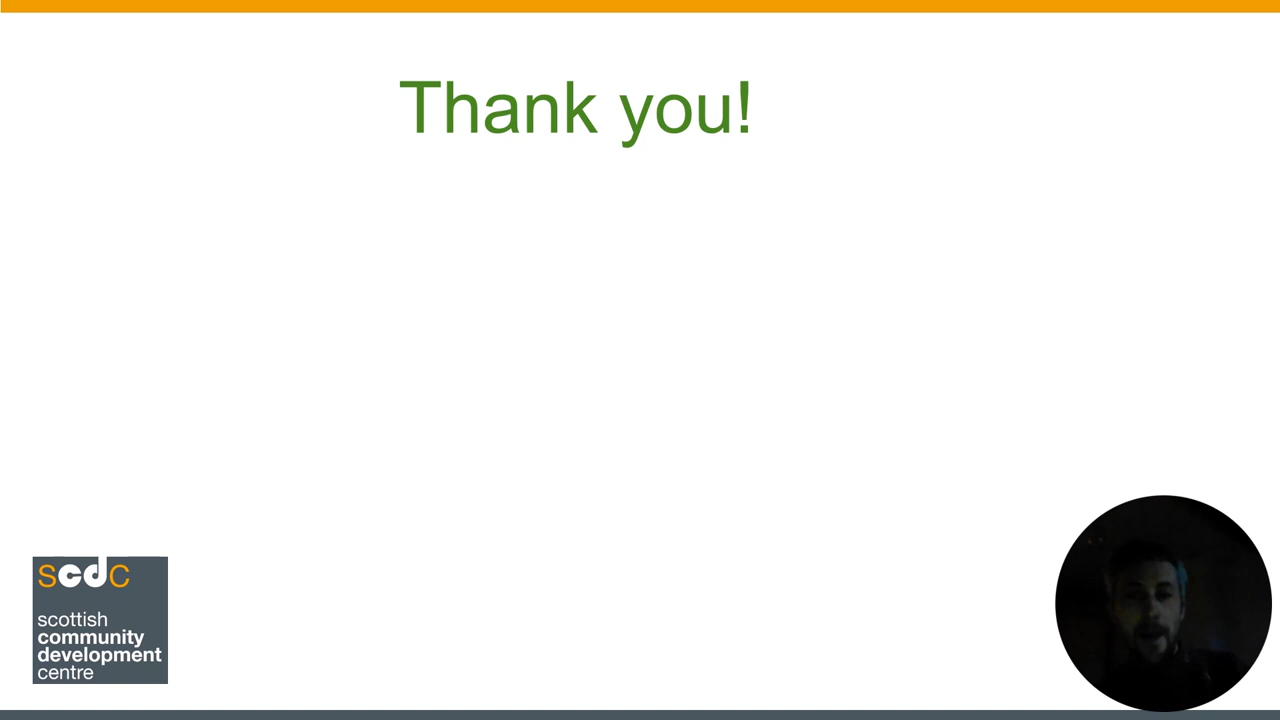 Thank you!
scdc
scottish
community
development
centre